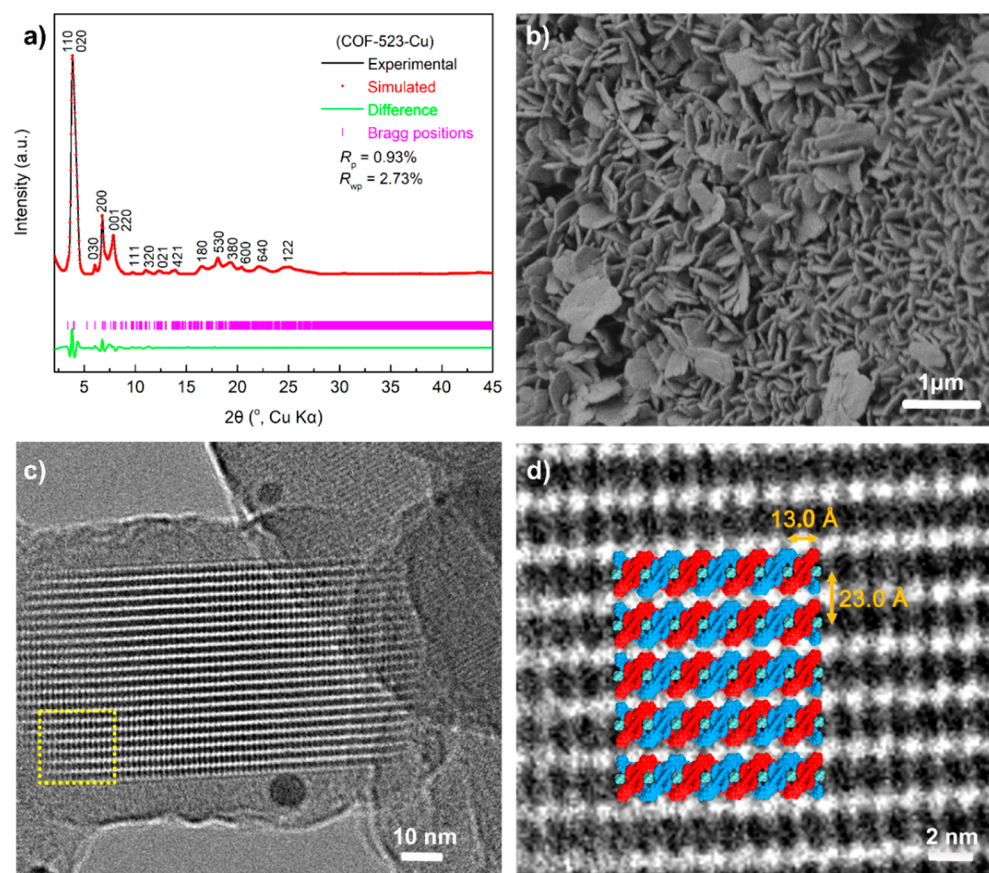 a)
110
020
(COF-523-Cu)
Experimental
Simulated
Difference
Bragg positions
Rp = 0.93%
Rwp = 2.73%
Intensity (a.u.)
030
200
001
220
111
320
021
421
180
530
380
600
640
122
5 10 15 20 25 30 35 40 45
2θ (°, Cu Kα)
b)
1μm
c)
10 nm
d)
13.0 Å
23.0 Å
2 nm